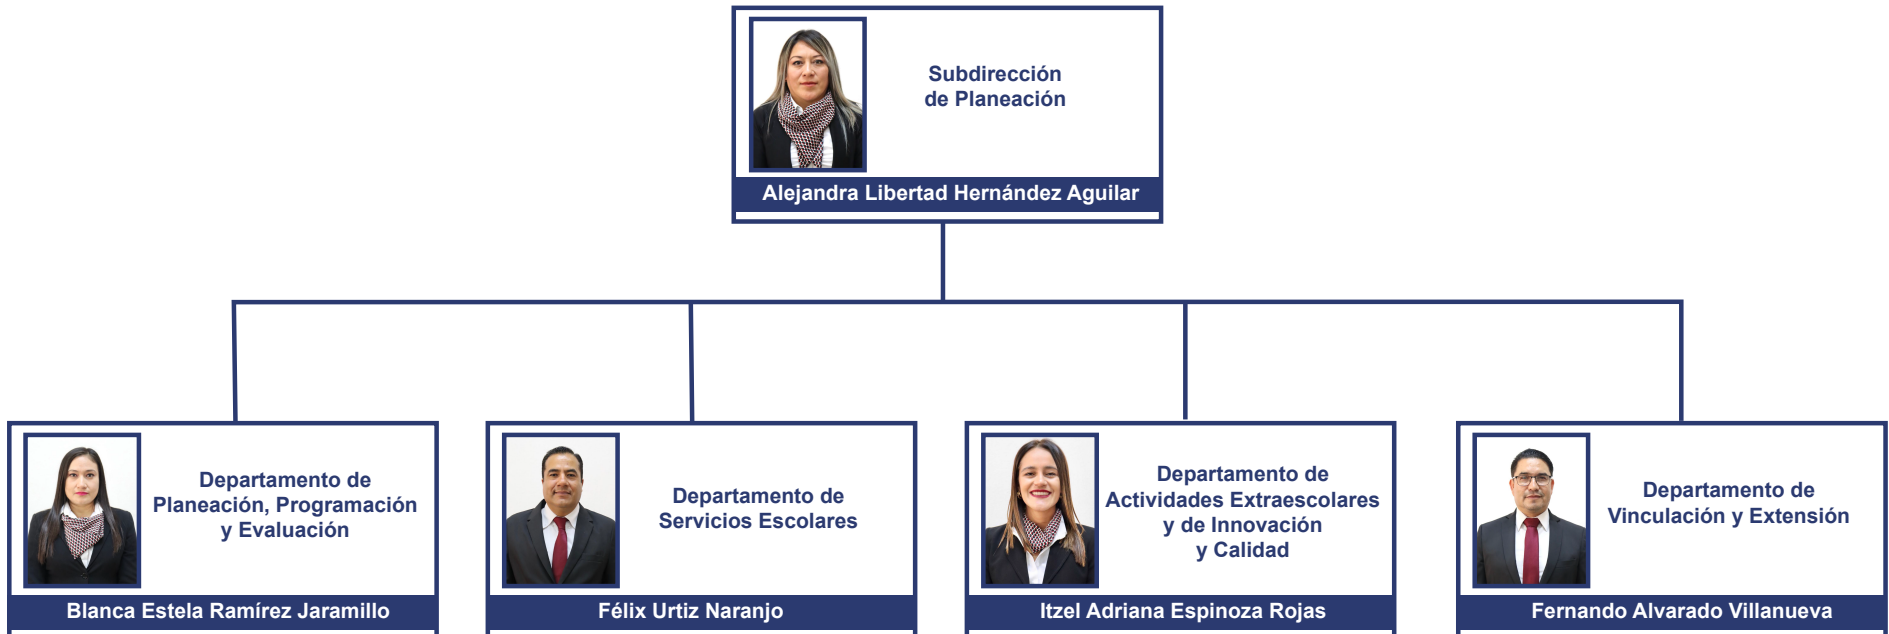 Subdirección
de Planeación
Alejandra Libertad Hernández Aguilar
Departamento de
Planeación, Programación
y Evaluación
Blanca Estela Ramírez Jaramillo
Departamento de
Servicios Escolares
Félix Urtiz Naranjo
Departamento de
Actividades Extraescolares
y de Innovación
y Calidad
Itzel Adriana Espinoza Rojas
Departamento de
Vinculación y Extensión
Fernando Alvarado Villanueva